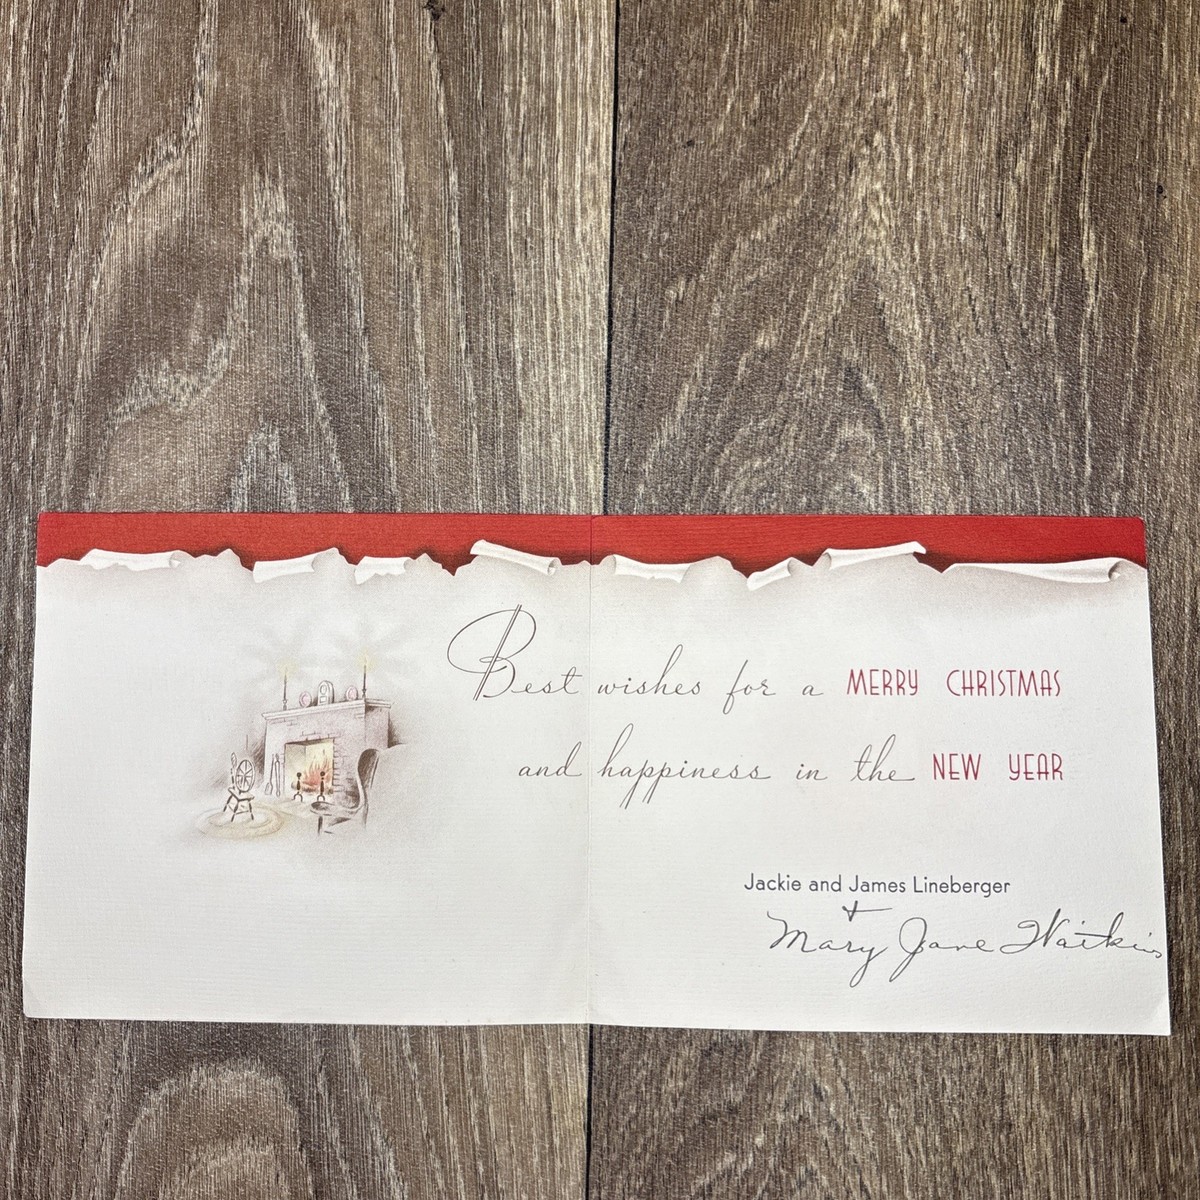 Best wishes for a MERRY CHRISTMAS
and happiness in the NEW YEAR
Jackie and James Lineberger
+
Mary Jane Watkins